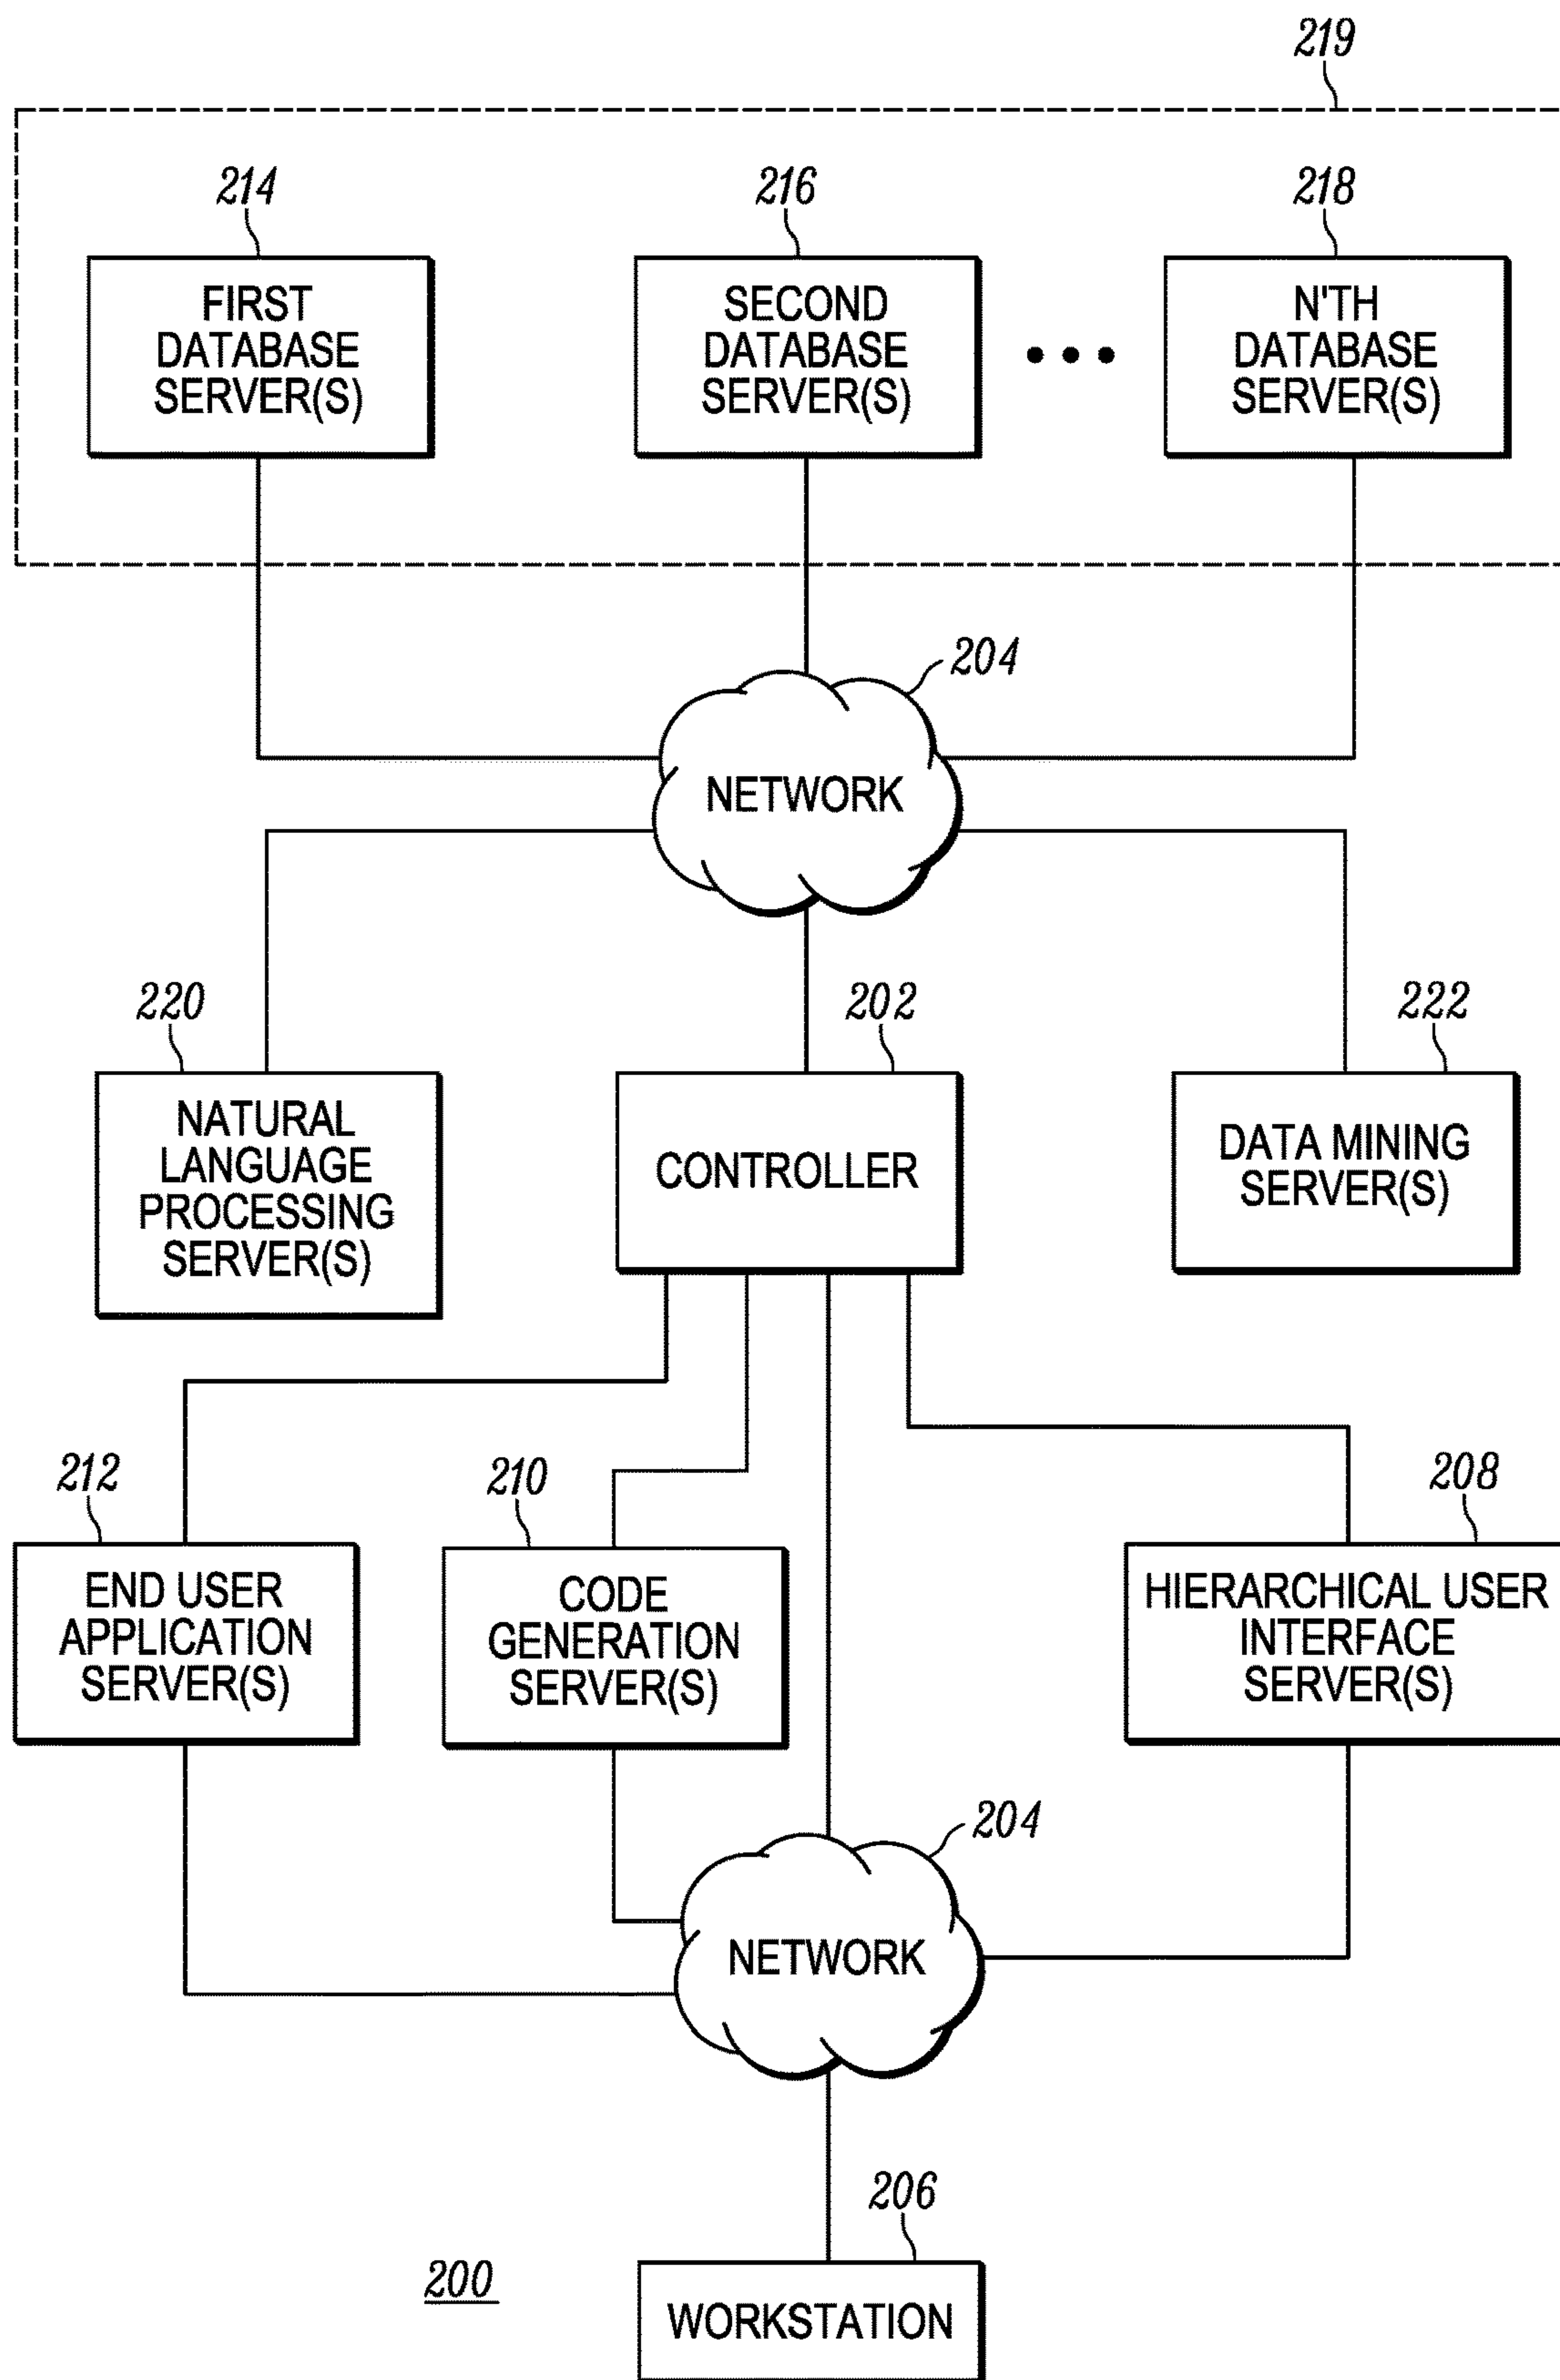 219
214
216
218
FIRST
DATABASE
SERVER(S)
SECOND
DATABASE
SERVER(S)
N'TH
DATABASE
SERVER(S)
204
NETWORK
220
202
222
NATURAL
LANGUAGE
PROCESSING
SERVER(S)
CONTROLLER
DATA MINING
SERVER(S)
212
210
208
END USER
APPLICATION
SERVER(S)
CODE
GENERATION
SERVER(S)
HIERARCHICAL USER
INTERFACE
SERVER(S)
204
NETWORK
206
200
WORKSTATION